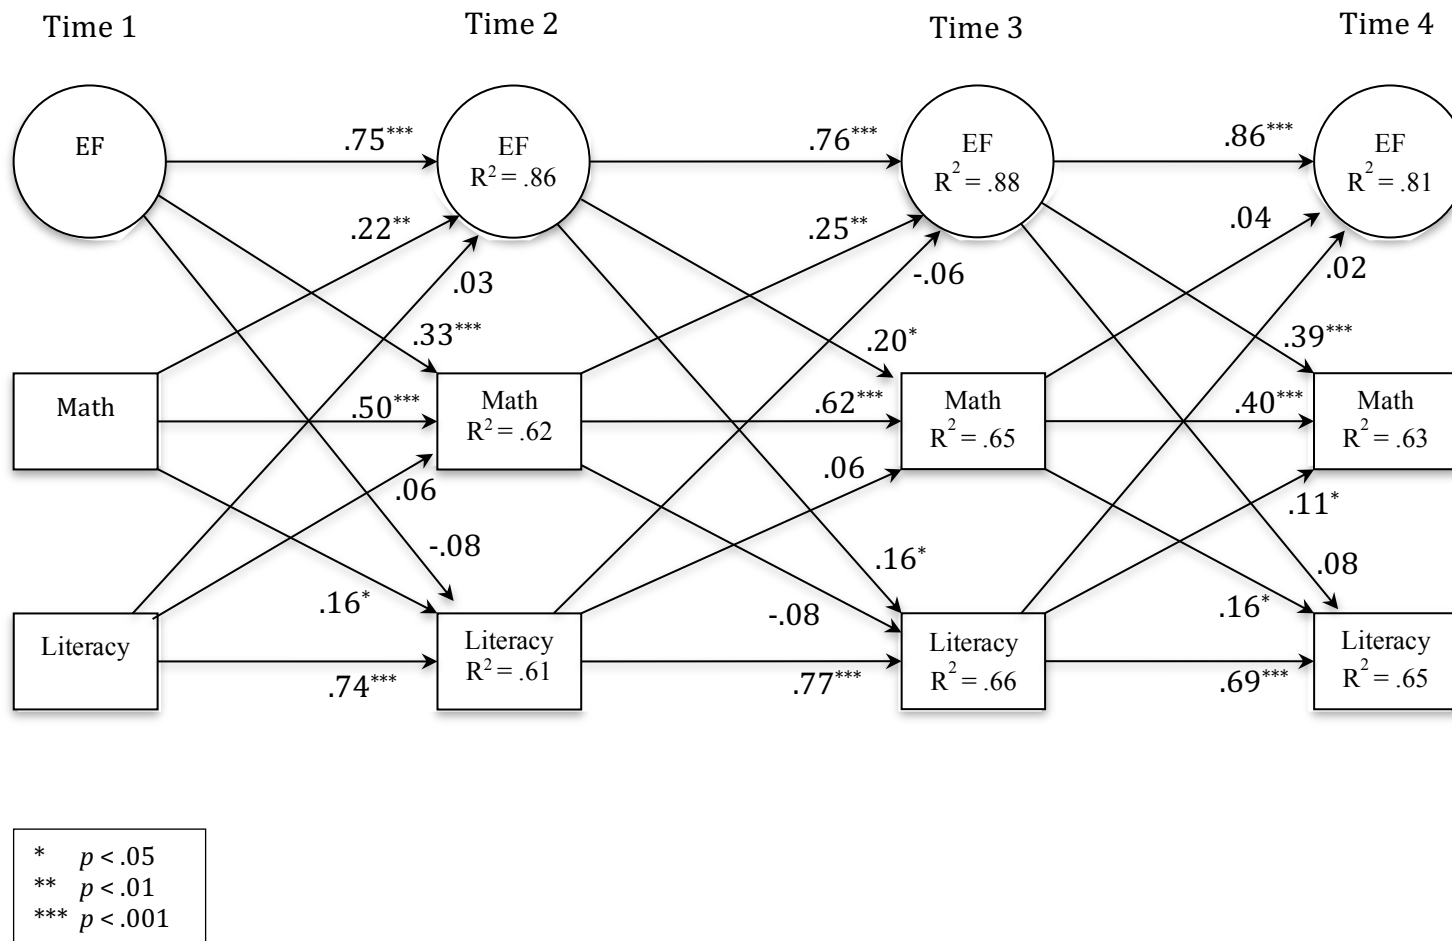 Time 1
Time 2
Time 3
Time 4
EF
.75***
EF
R² = .86
.76***
EF
R² = .88
.86***
EF
R² = .81
.22**
.03
.25**
-.06
.04
.02
.33***
.20*
.39***
Math
.50***
Math
R² = .62
.62***
Math
R² = .65
.40***
Math
R² = .63
.06
.06
.11*
-.08
.16*
.08
.16*
-.08
.16*
Literacy
.74***
Literacy
R² = .61
.77***
Literacy
R² = .66
.69***
Literacy
R² = .65
* p < .05
** p < .01
*** p < .001